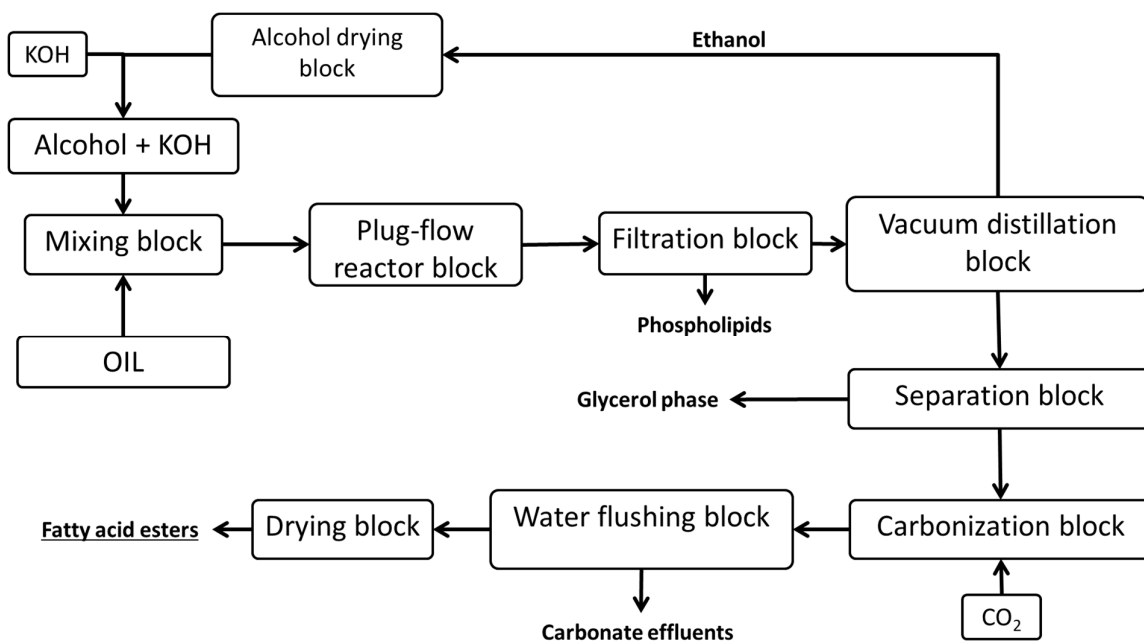 KOH
Alcohol drying
block
Ethanol
Alcohol + KOH
Mixing block
Plug-flow
reactor block
Filtration block
Vacuum distillation
block
Phospholipids
OIL
Glycerol phase
Separation block
Fatty acid esters
Drying block
Water flushing block
Carbonization block
CO₂
Carbonate effluents